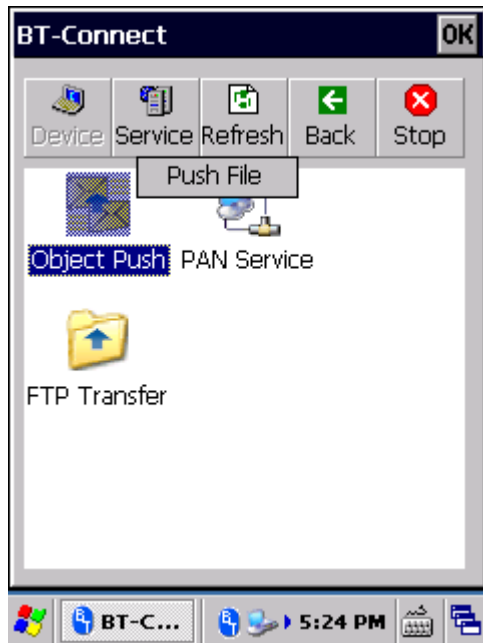 BT-Connect OK
Device Service Refresh Back Stop
Push File
Object Push PAN Service
FTP Transfer
BT-C... 5:24 PM